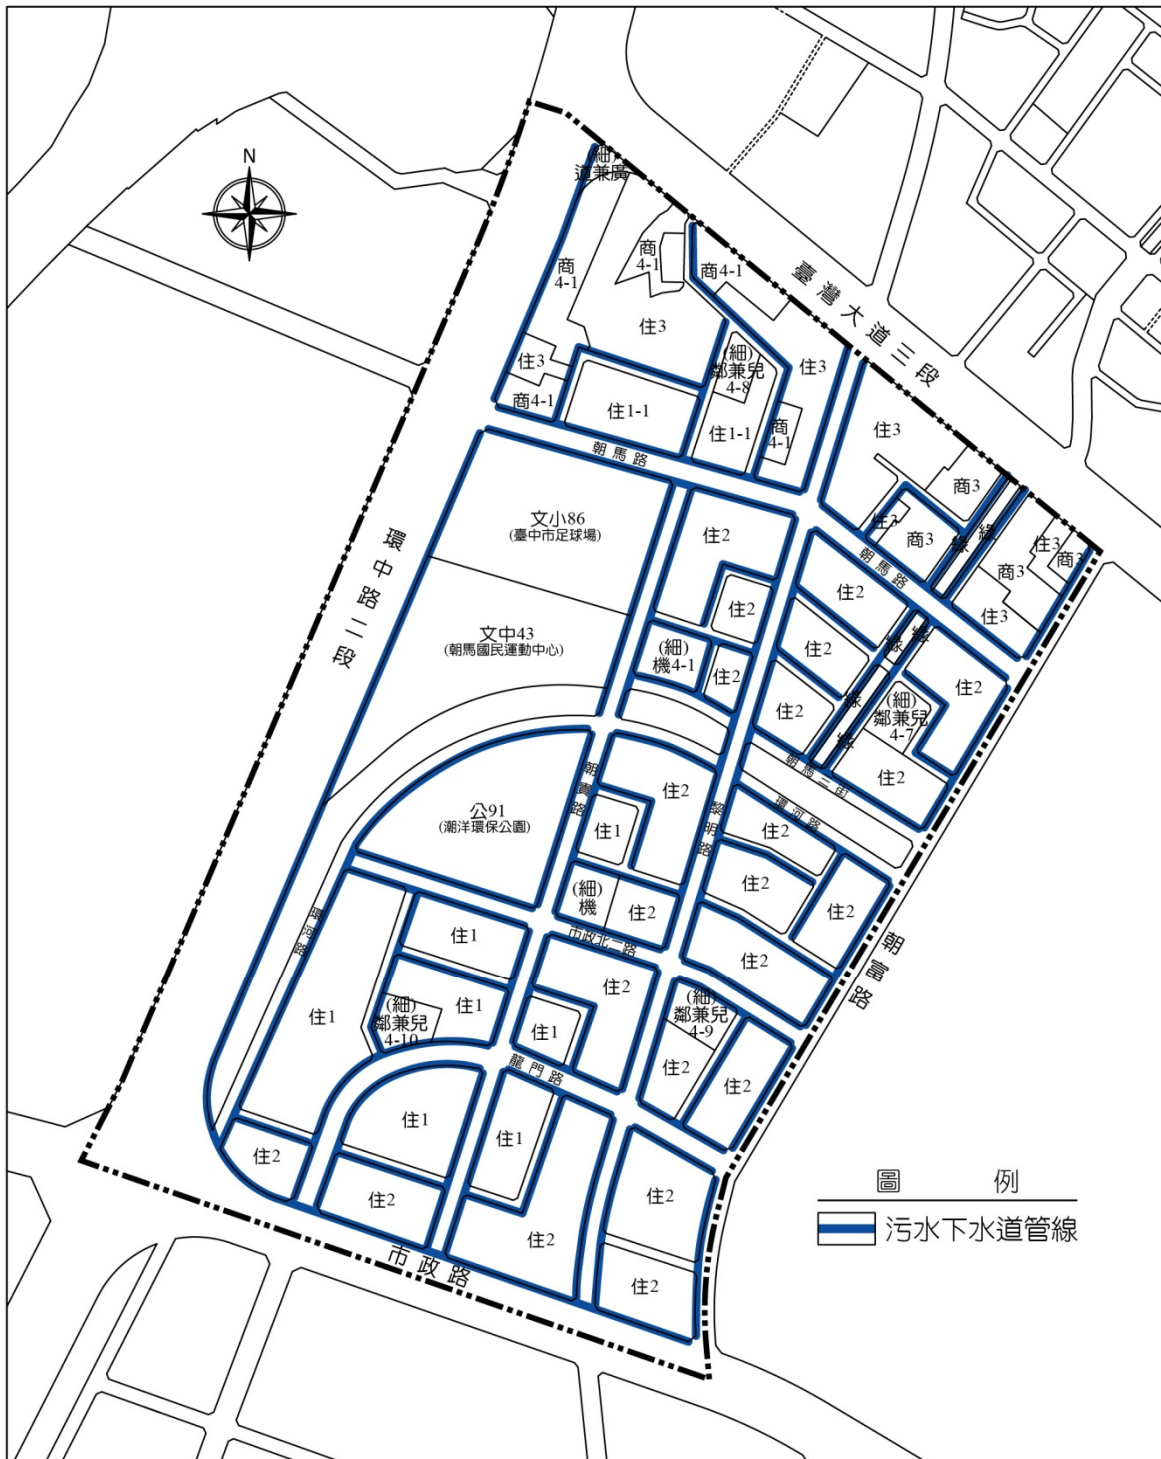 N
(細)
道兼廣
商
4-1
商
4-1
商4-1
臺灣大道三段
住3
住3
商4-1
住1-1
(細)
鄰兼兒
4-8
住1-1
住3
商
4-1
朝馬路
住3
商3
住3
商3
綠
綠
住3
商3
商3
住3
文小86
(臺中市足球場)
住2
朝馬路
環中路二段
住2
住2
綠
綠
文中43
(朝馬國民運動中心)
(細)
機4-1
住2
住2
住2
綠
綠
(細)
鄰兼兒
4-7
住2
住2
朝馬二街
公91
(潮洋環保公園)
朝貴路
住2
黎明路
環河路
住2
住1
住2
住2
(細)
機
住2
市政北二路
住2
朝富路
環河路
住1
住1
(細)
鄰兼兒
4-10
住1
住2
住1
(細)
鄰兼兒
4-9
住2
住2
龍門路
住1
住1
住2
住2
住2
住2
住2
市政路
圖例
污水下水道管線